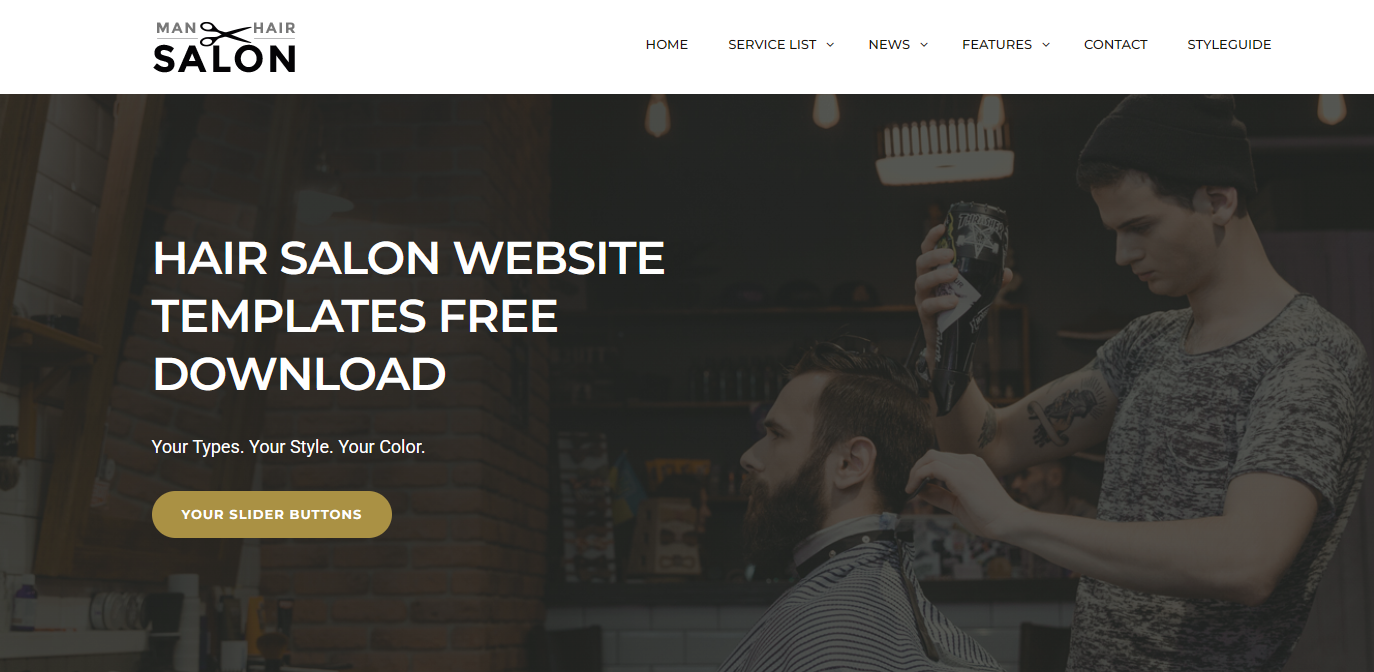 MAN HAIR
SALON
HOME SERVICE LIST NEWS FEATURES CONTACT STYLEGUIDE
HAIR SALON WEBSITE
TEMPLATES FREE
DOWNLOAD
Your Types. Your Style. Your Color.
YOUR SLIDER BUTTONS